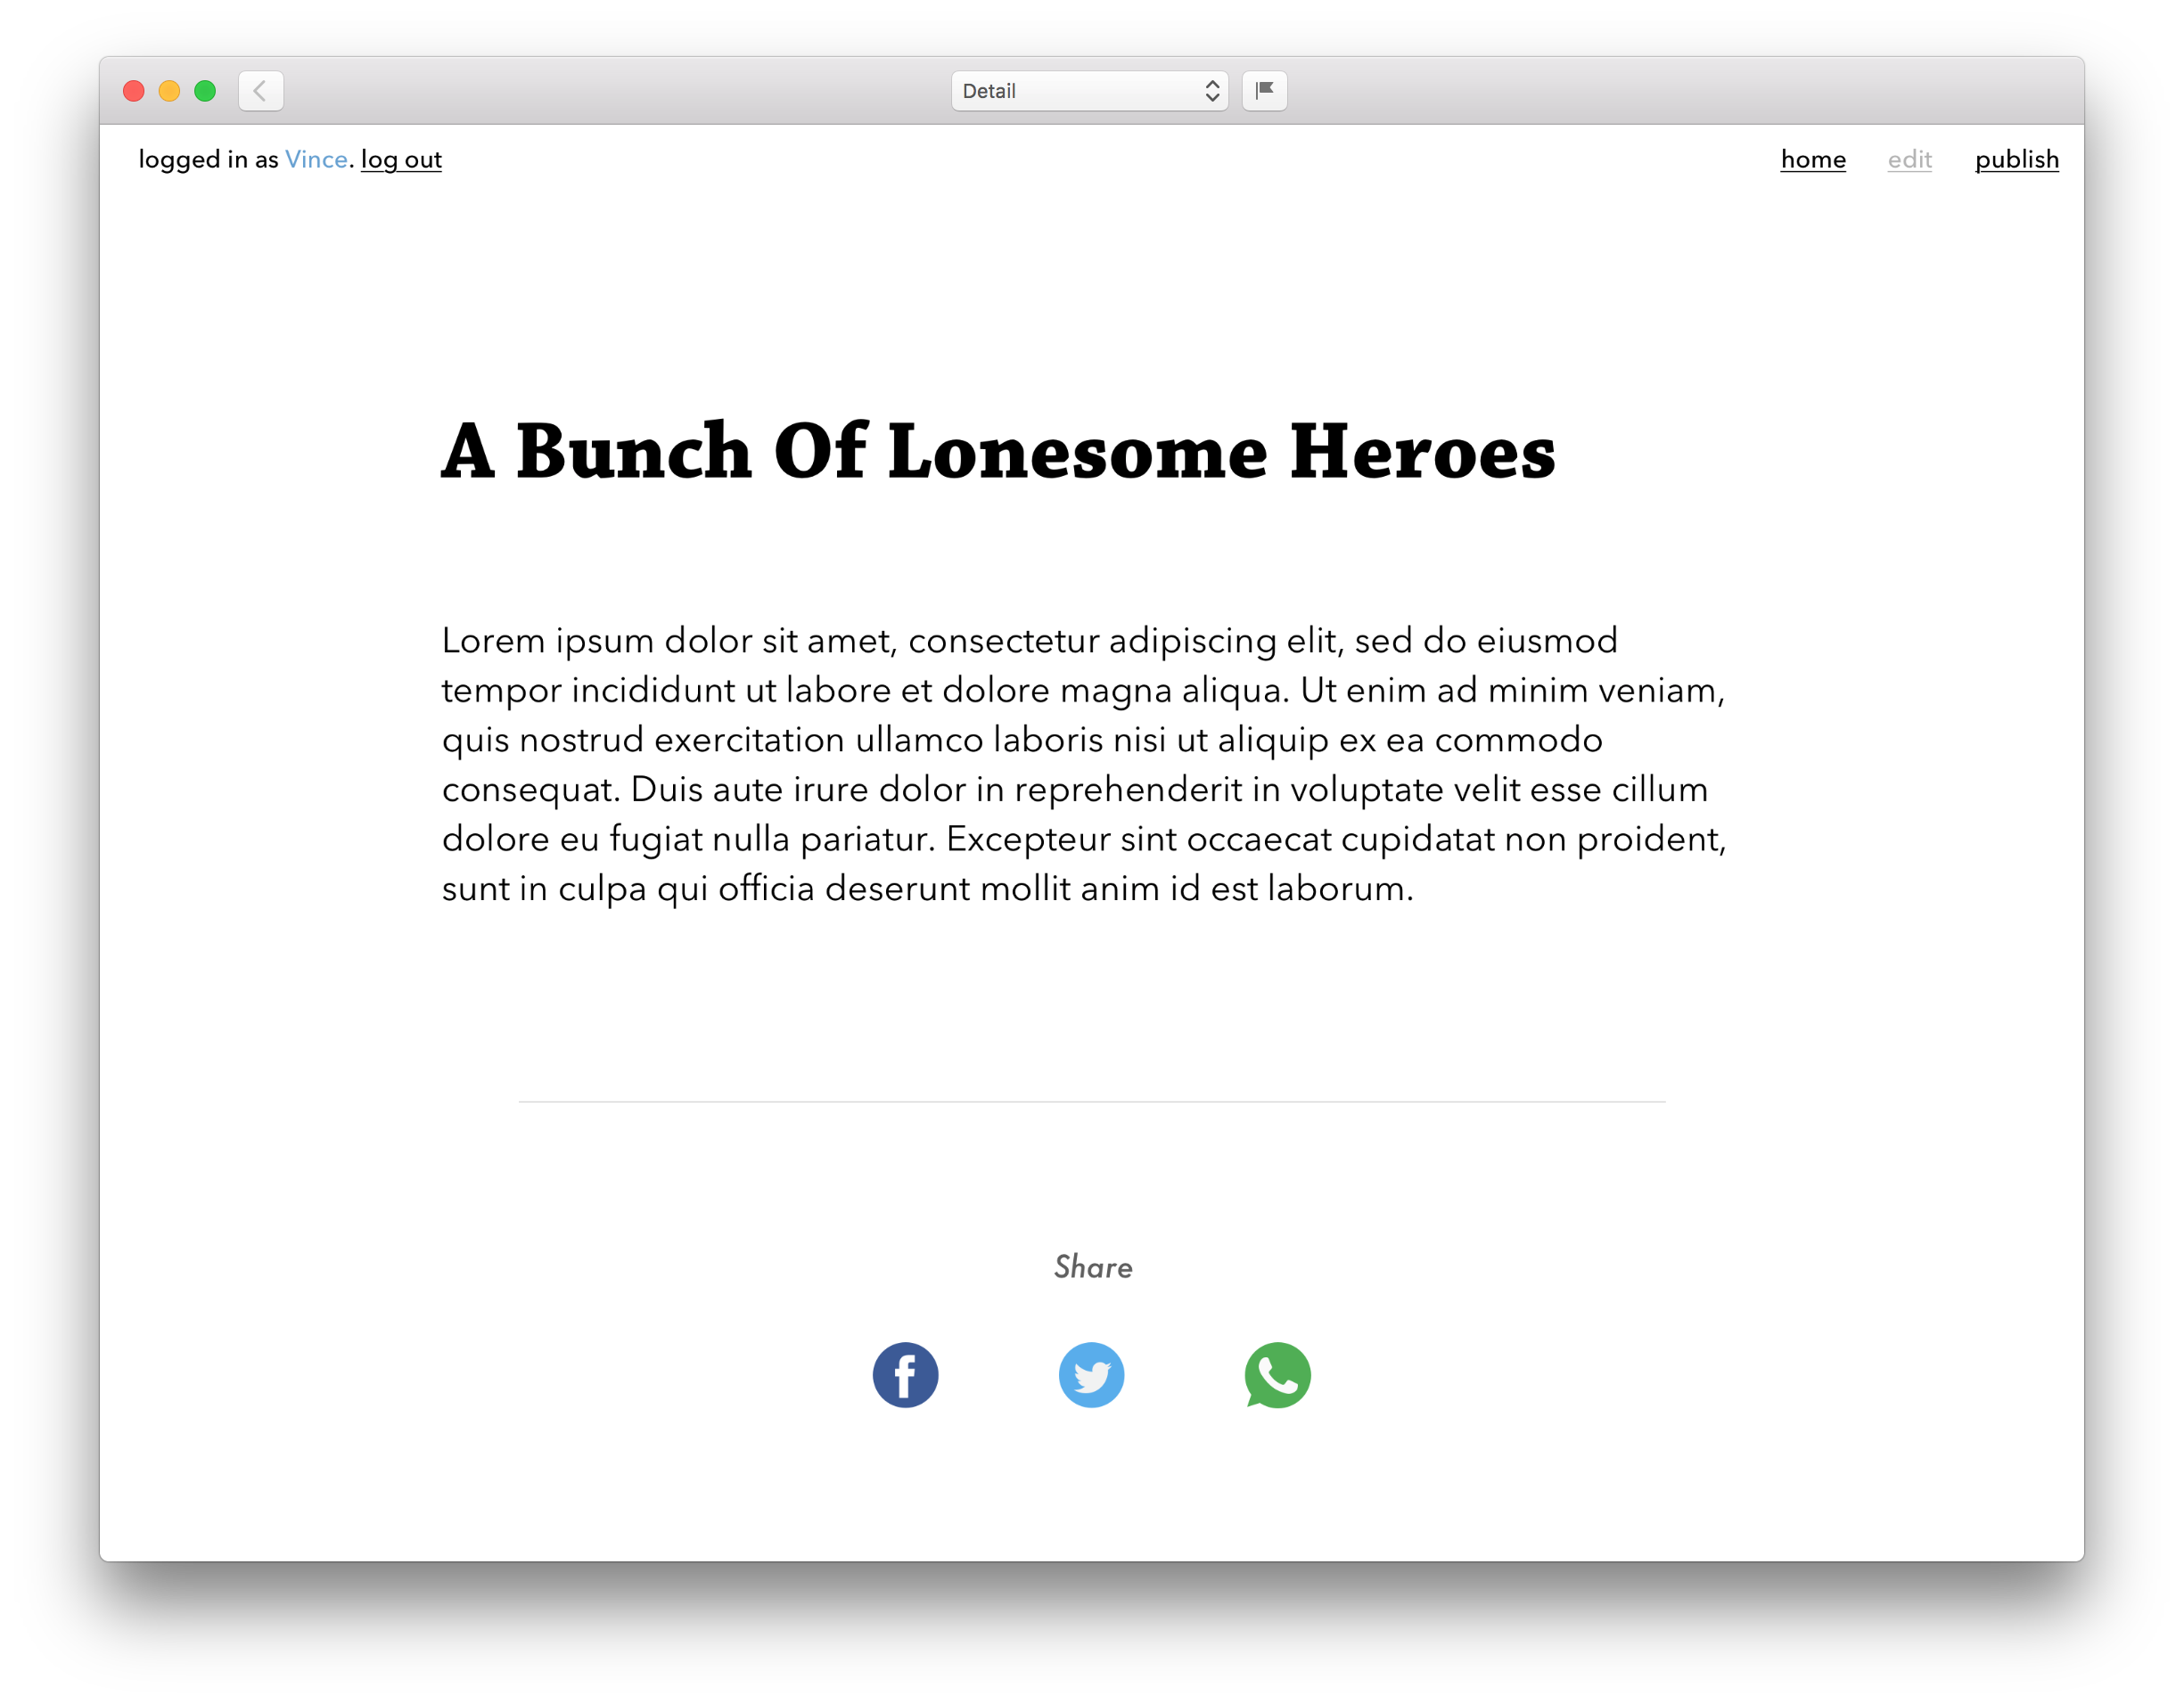 Detail
logged in as Vince. log out
home edit publish
A Bunch Of Lonesome Heroes
Lorem ipsum dolor sit amet, consectetur adipiscing elit, sed do eiusmod
tempor incididunt ut labore et dolore magna aliqua. Ut enim ad minim veniam,
quis nostrud exercitation ullamco laboris nisi ut aliquip ex ea commodo
consequat. Duis aute irure dolor in reprehenderit in voluptate velit esse cillum
dolore eu fugiat nulla pariatur. Excepteur sint occaecat cupidatat non proident,
sunt in culpa qui officia deserunt mollit anim id est laborum.
Share